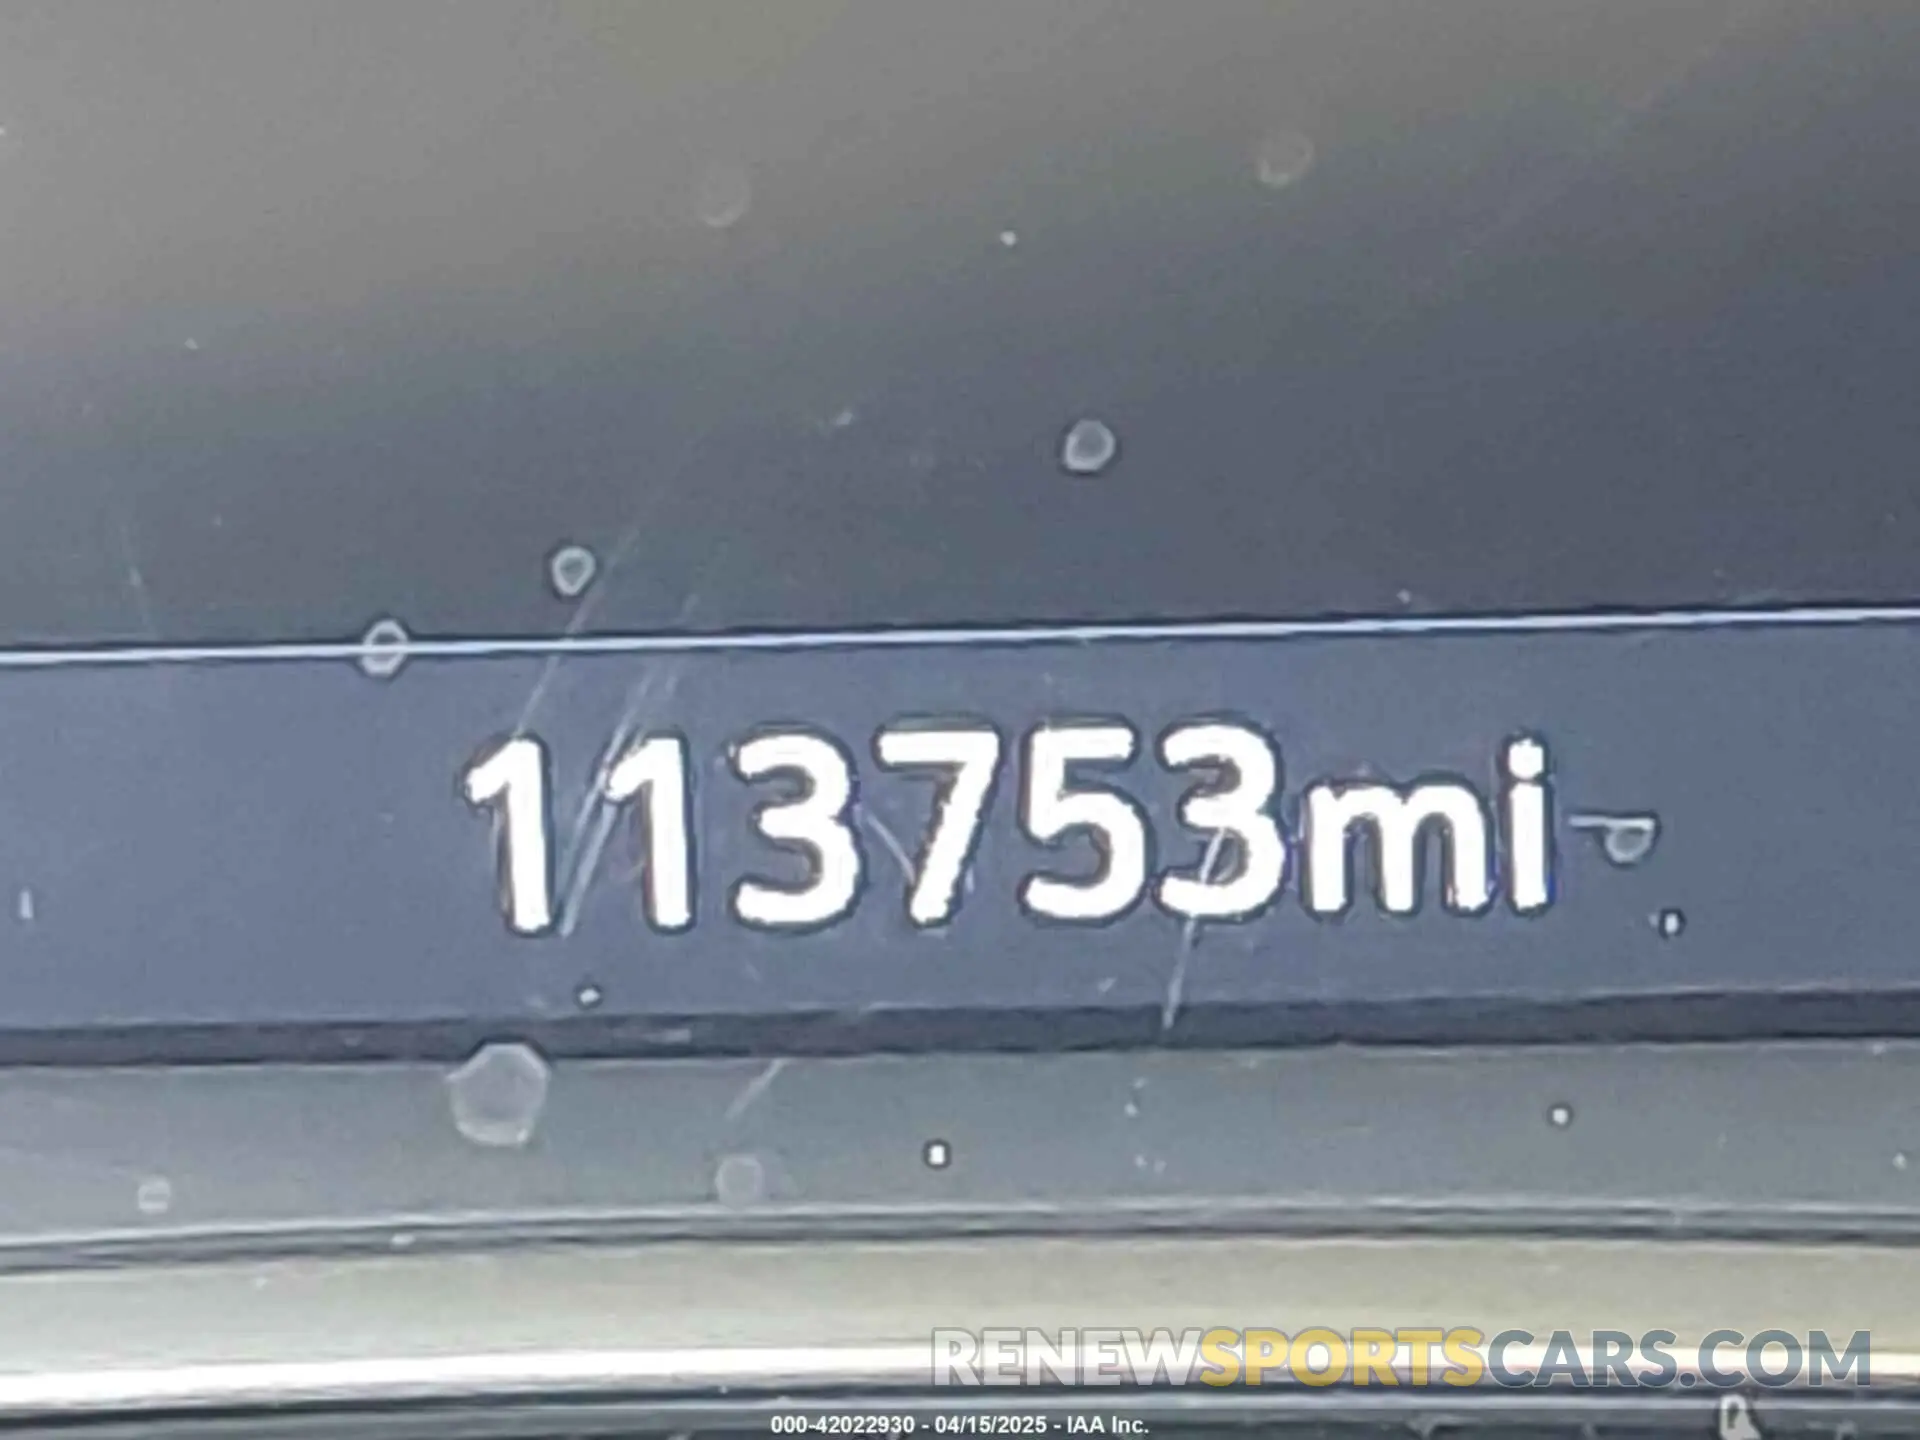 113753mi
RENEWSPORTSCARS.COM
000-42022930 - 04/15/2025 - IAA Inc.